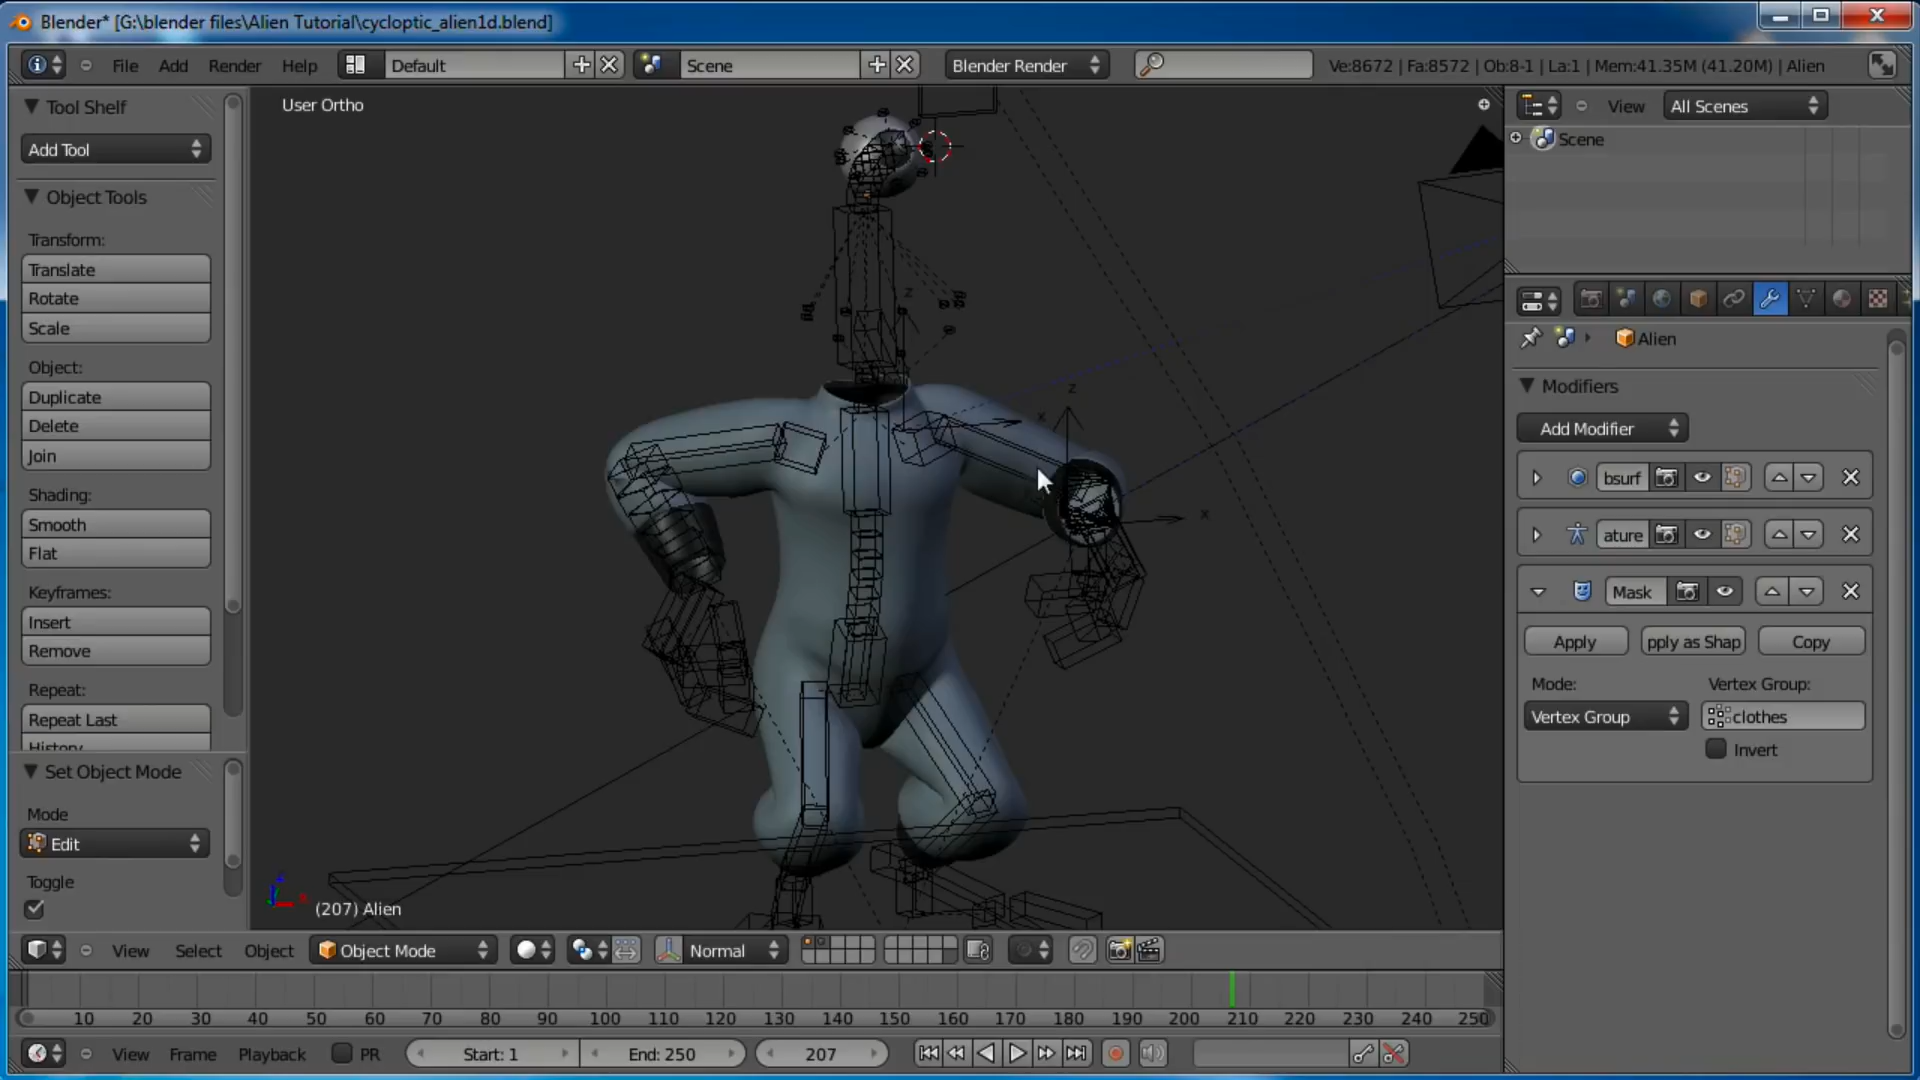 Blender* [G:\blender files\Alien Tutorial\cycloptic_alien1d.blend]
File Add Render Help Default Scene Blender Render Ve:8672 | Fa:8572 | Ob:8-1 | La:1 | Mem:41.35M (41.20M) | Alien
Tool Shelf
Add Tool
Object Tools
Transform:
Translate
Rotate
Scale
Object:
Duplicate
Delete
Join
Shading:
Smooth
Flat
Keyframes:
Insert
Remove
Repeat:
Repeat Last
History
Set Object Mode
Mode
Edit
Toggle
User Ortho
z
z
x
x
(207) Alien
View All Scenes
Scene
Alien
Modifiers
Add Modifier
bsurf
ature
Mask
Apply pply as Shap Copy
Mode: Vertex Group:
Vertex Group clothes
Invert
View Select Object Object Mode Normal
10 20 30 40 50 60 70 80 90 100 110 120 130 140 150 160 170 180 190 200 210 220 230 240 250
View Frame Playback PR Start: 1 End: 250 207